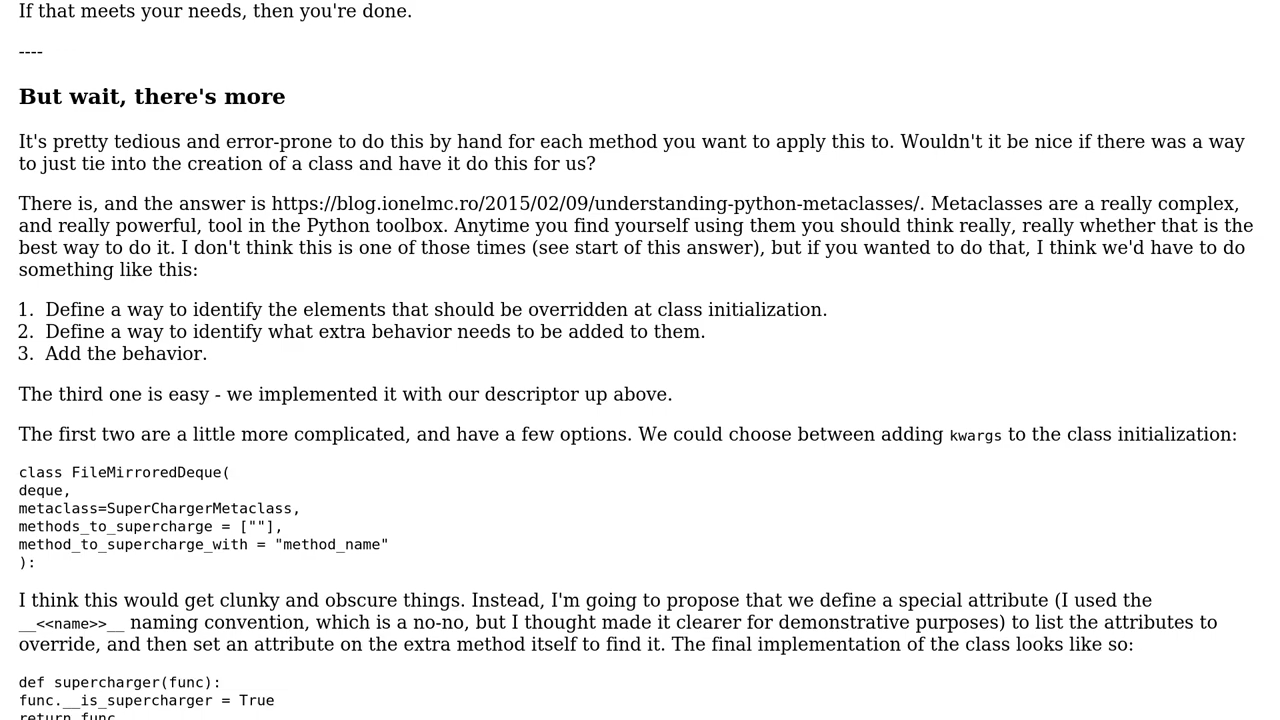 If that meets your needs, then you're done.
----
But wait, there's more
It's pretty tedious and error-prone to do this by hand for each method you want to apply this to. Wouldn't it be nice if there was a way
to just tie into the creation of a class and have it do this for us?
There is, and the answer is https://blog.ionelmc.ro/2015/02/09/understanding-python-metaclasses/. Metaclasses are a really complex,
and really powerful, tool in the Python toolbox. Anytime you find yourself using them you should think really, really whether that is the
best way to do it. I don't think this is one of those times (see start of this answer), but if you wanted to do that, I think we'd have to do
something like this:
1. Define a way to identify the elements that should be overridden at class initialization.
2. Define a way to identify what extra behavior needs to be added to them.
3. Add the behavior.
The third one is easy - we implemented it with our descriptor up above.
The first two are a little more complicated, and have a few options. We could choose between adding kwargs to the class initialization:
class FileMirroredDeque(
deque,
metaclass=SuperChargerMetaclass,
methods_to_supercharge = [""],
method_to_supercharge_with = "method_name"
):
I think this would get clunky and obscure things. Instead, I'm going to propose that we define a special attribute (I used the
__<<name>>__ naming convention, which is a no-no, but I thought made it clearer for demonstrative purposes) to list the attributes to
override, and then set an attribute on the extra method itself to find it. The final implementation of the class looks like so:
def supercharger(func):
func.__is_supercharger = True
return func